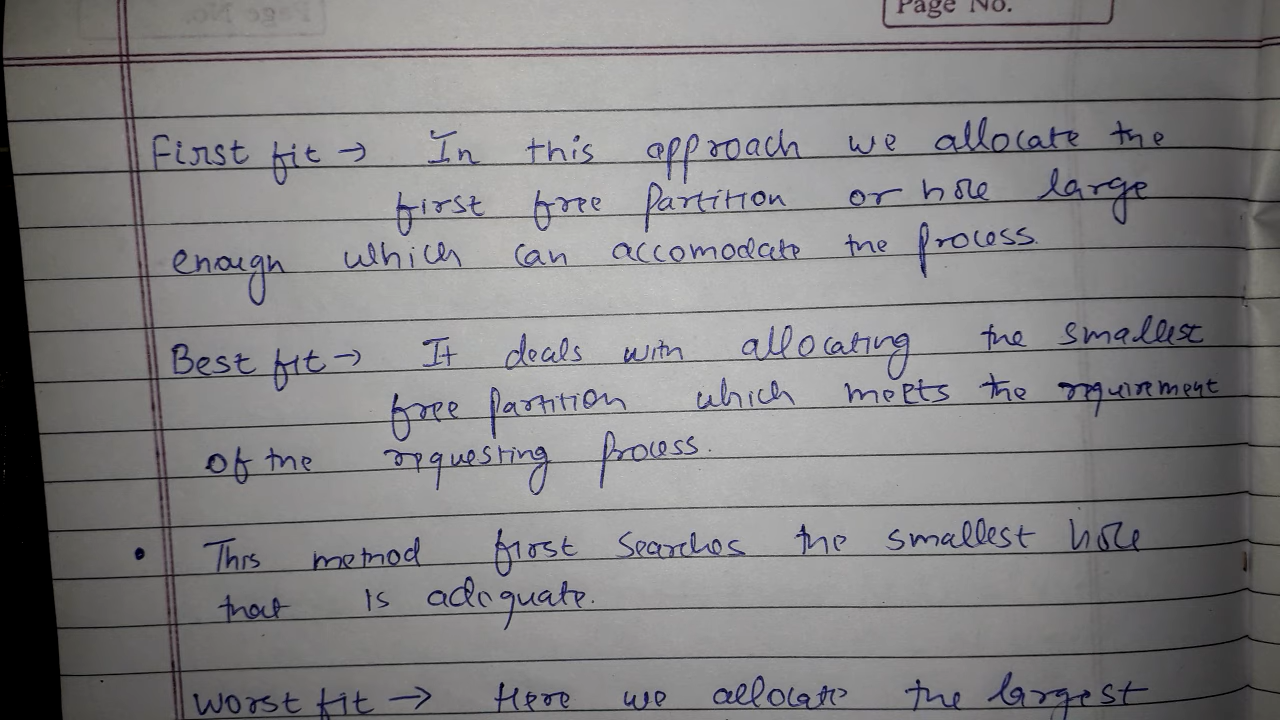 Page No.
First fit → In this approach we allocate the
first free Partition or hole large
enough which can accomodate the process.
Best fit → It deals with allocating the smallest
free partition which meets the requirement
of the requesting process.
• This method first searches the smallest hole
that is adequate.
Worst fit → Here we allocate the largest